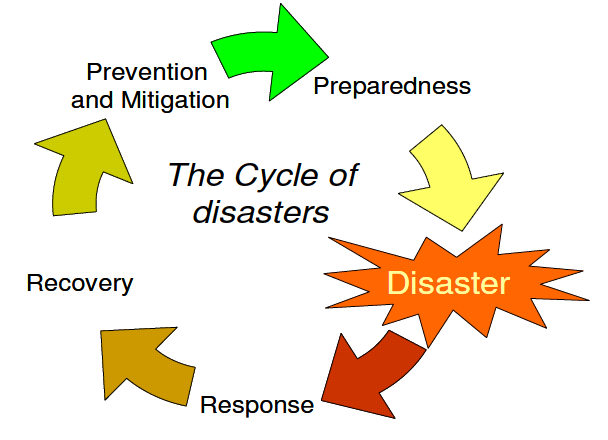 Prevention
and Mitigation
Preparedness
The Cycle of
disasters
Disaster
Recovery
Response